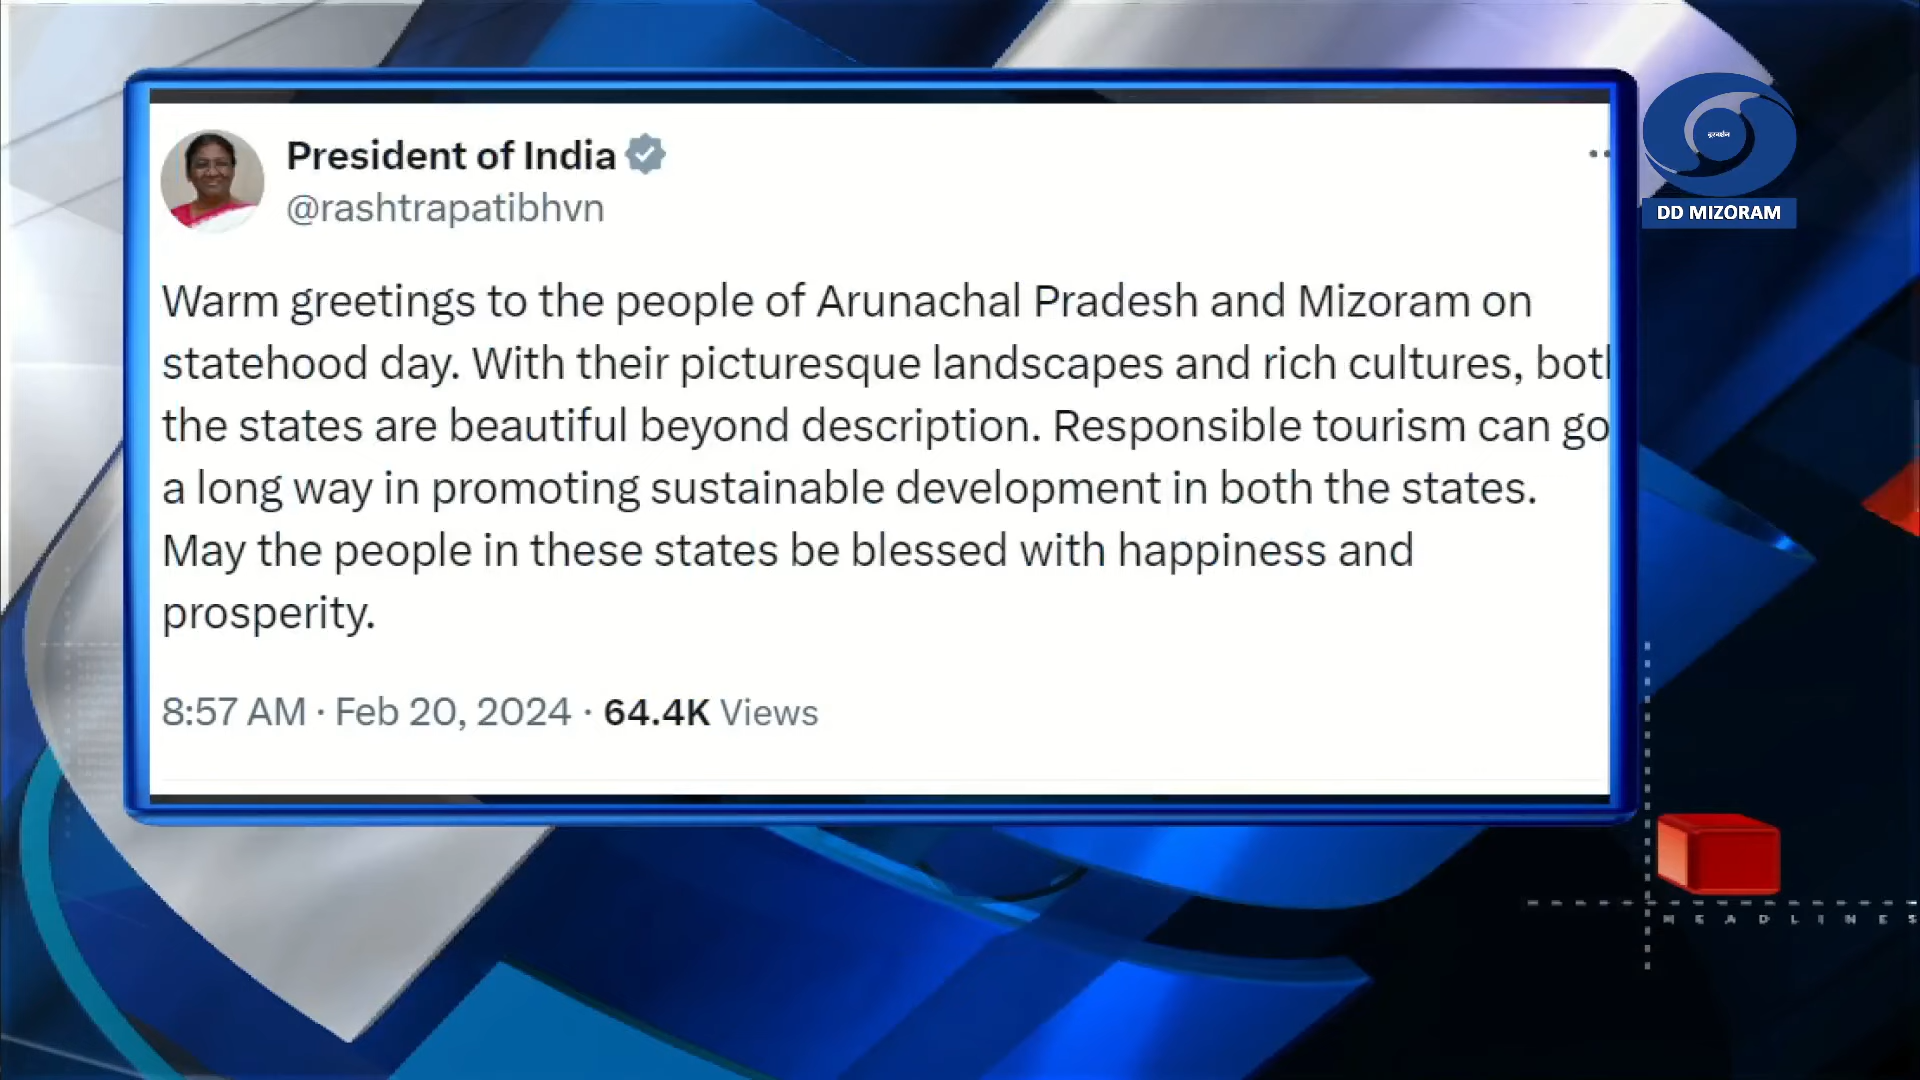 President of India
@rashtrapatibhvn
Warm greetings to the people of Arunachal Pradesh and Mizoram on
statehood day. With their picturesque landscapes and rich cultures, both
the states are beautiful beyond description. Responsible tourism can go
a long way in promoting sustainable development in both the states.
May the people in these states be blessed with happiness and
prosperity.
8:57 AM · Feb 20, 2024 · 64.4K Views
दूरदर्शन
DD MIZORAM
HEADLINES